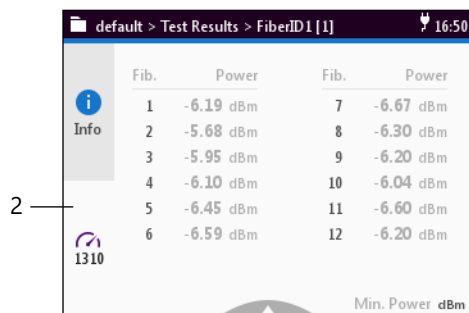 default > Test Results > FiberID1 [1] 16:50
Fib. Power Fib. Power
i
Info
1 -6.19 dBm 7 -6.67 dBm
2 -5.68 dBm 8 -6.30 dBm
3 -5.95 dBm 9 -6.20 dBm
4 -6.10 dBm 10 -6.04 dBm
2
5 -6.45 dBm 11 -6.60 dBm
6 -6.59 dBm 12 -6.20 dBm
1310
Min. Power dBm